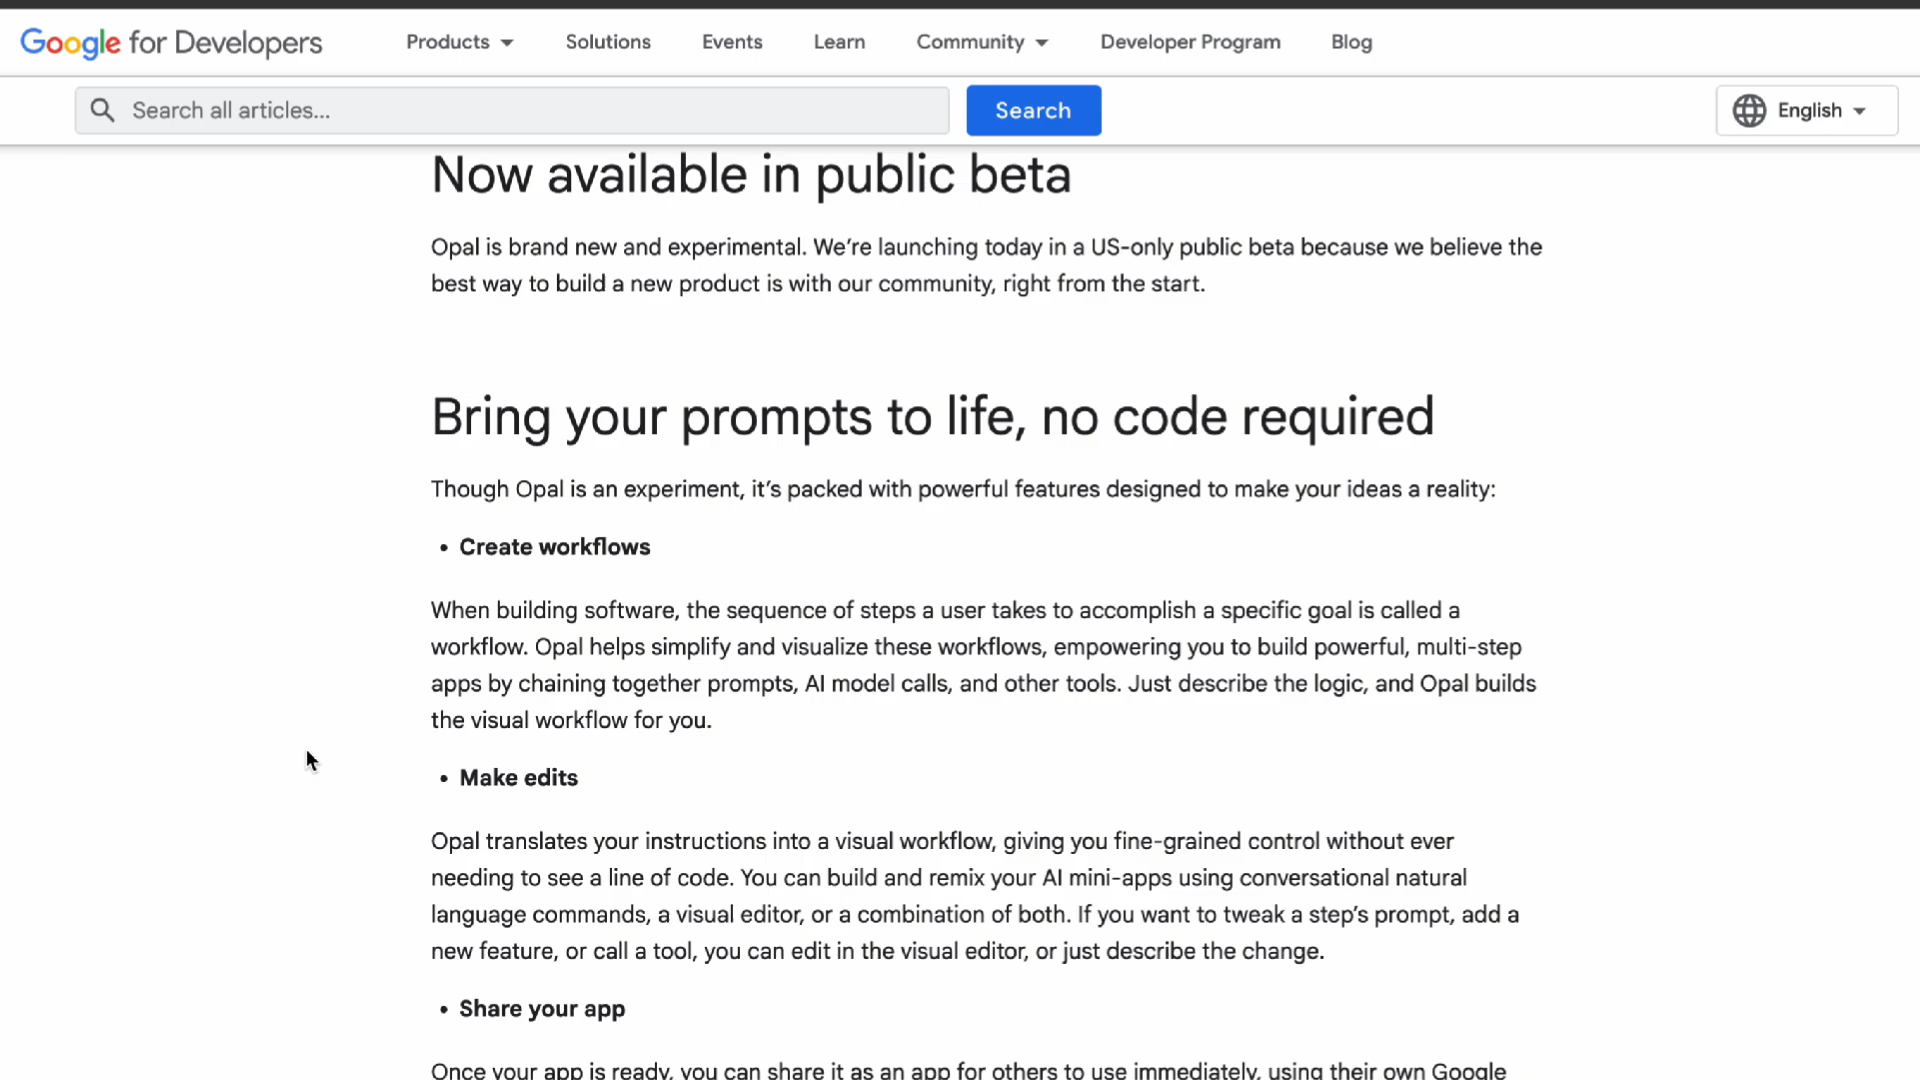 Google for Developers
Products
Solutions
Events
Learn
Community
Developer Program
Blog
Search all articles...
Search
English
Now available in public beta
Opal is brand new and experimental. We’re launching today in a US-only public beta because we believe the
best way to build a new product is with our community, right from the start.
Bring your prompts to life, no code required
Though Opal is an experiment, it’s packed with powerful features designed to make your ideas a reality:
• Create workflows
When building software, the sequence of steps a user takes to accomplish a specific goal is called a
workflow. Opal helps simplify and visualize these workflows, empowering you to build powerful, multi-step
apps by chaining together prompts, AI model calls, and other tools. Just describe the logic, and Opal builds
the visual workflow for you.
• Make edits
Opal translates your instructions into a visual workflow, giving you fine-grained control without ever
needing to see a line of code. You can build and remix your AI mini-apps using conversational natural
language commands, a visual editor, or a combination of both. If you want to tweak a step’s prompt, add a
new feature, or call a tool, you can edit in the visual editor, or just describe the change.
• Share your app
Once your app is ready, you can share it as an app for others to use immediately, using their own Google